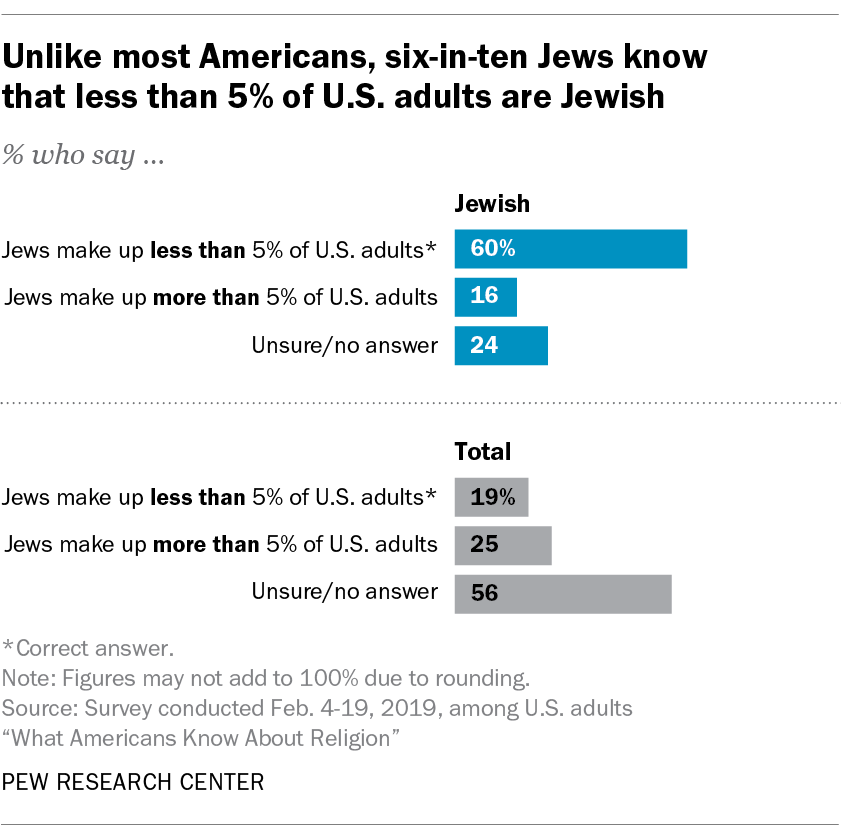 Unlike most Americans, six-in-ten Jews know
that less than 5% of U.S. adults are Jewish
% who say ...
Jewish
Jews make up less than 5% of U.S. adults* 60%
Jews make up more than 5% of U.S. adults 16
Unsure/no answer 24
Total
Jews make up less than 5% of U.S. adults* 19%
Jews make up more than 5% of U.S. adults 25
Unsure/no answer 56
*Correct answer.
Note: Figures may not add to 100% due to rounding.
Source: Survey conducted Feb. 4-19, 2019, among U.S. adults
“What Americans Know About Religion”
PEW RESEARCH CENTER